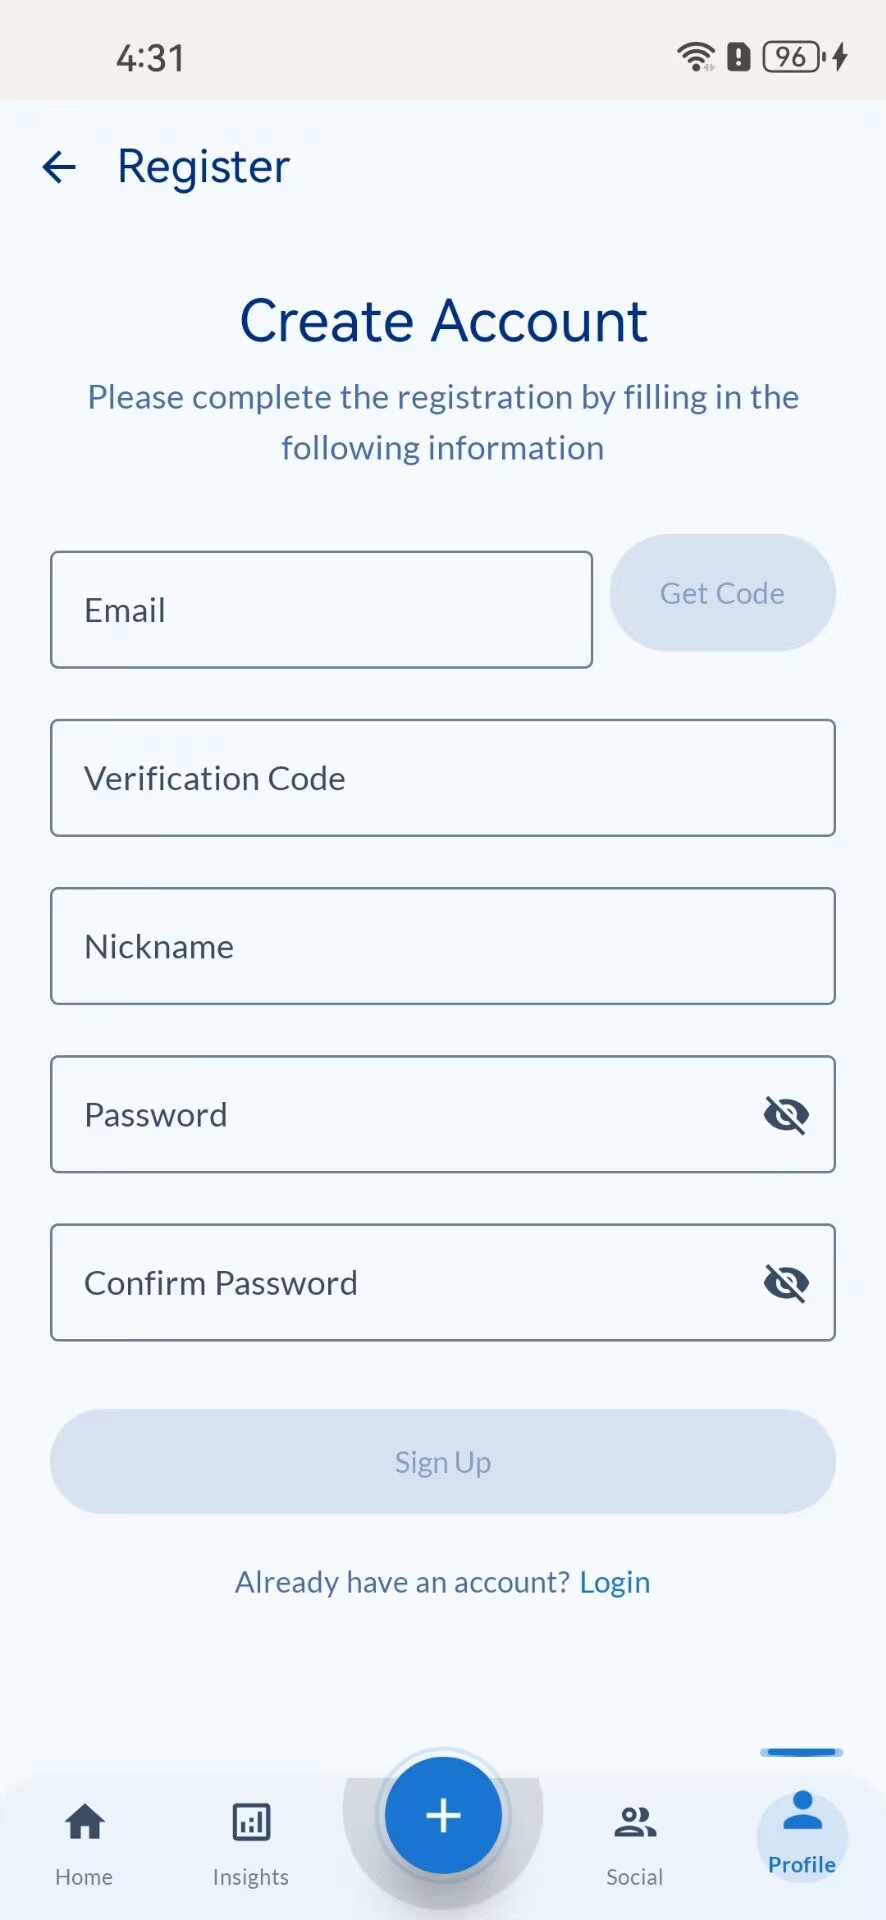 4:31
96
Register
Create Account
Please complete the registration by filling in the
following information
Email
Get Code
Verification Code
Nickname
Password
Confirm Password
Sign Up
Already have an account? Login
Home
Insights
Social
Profile